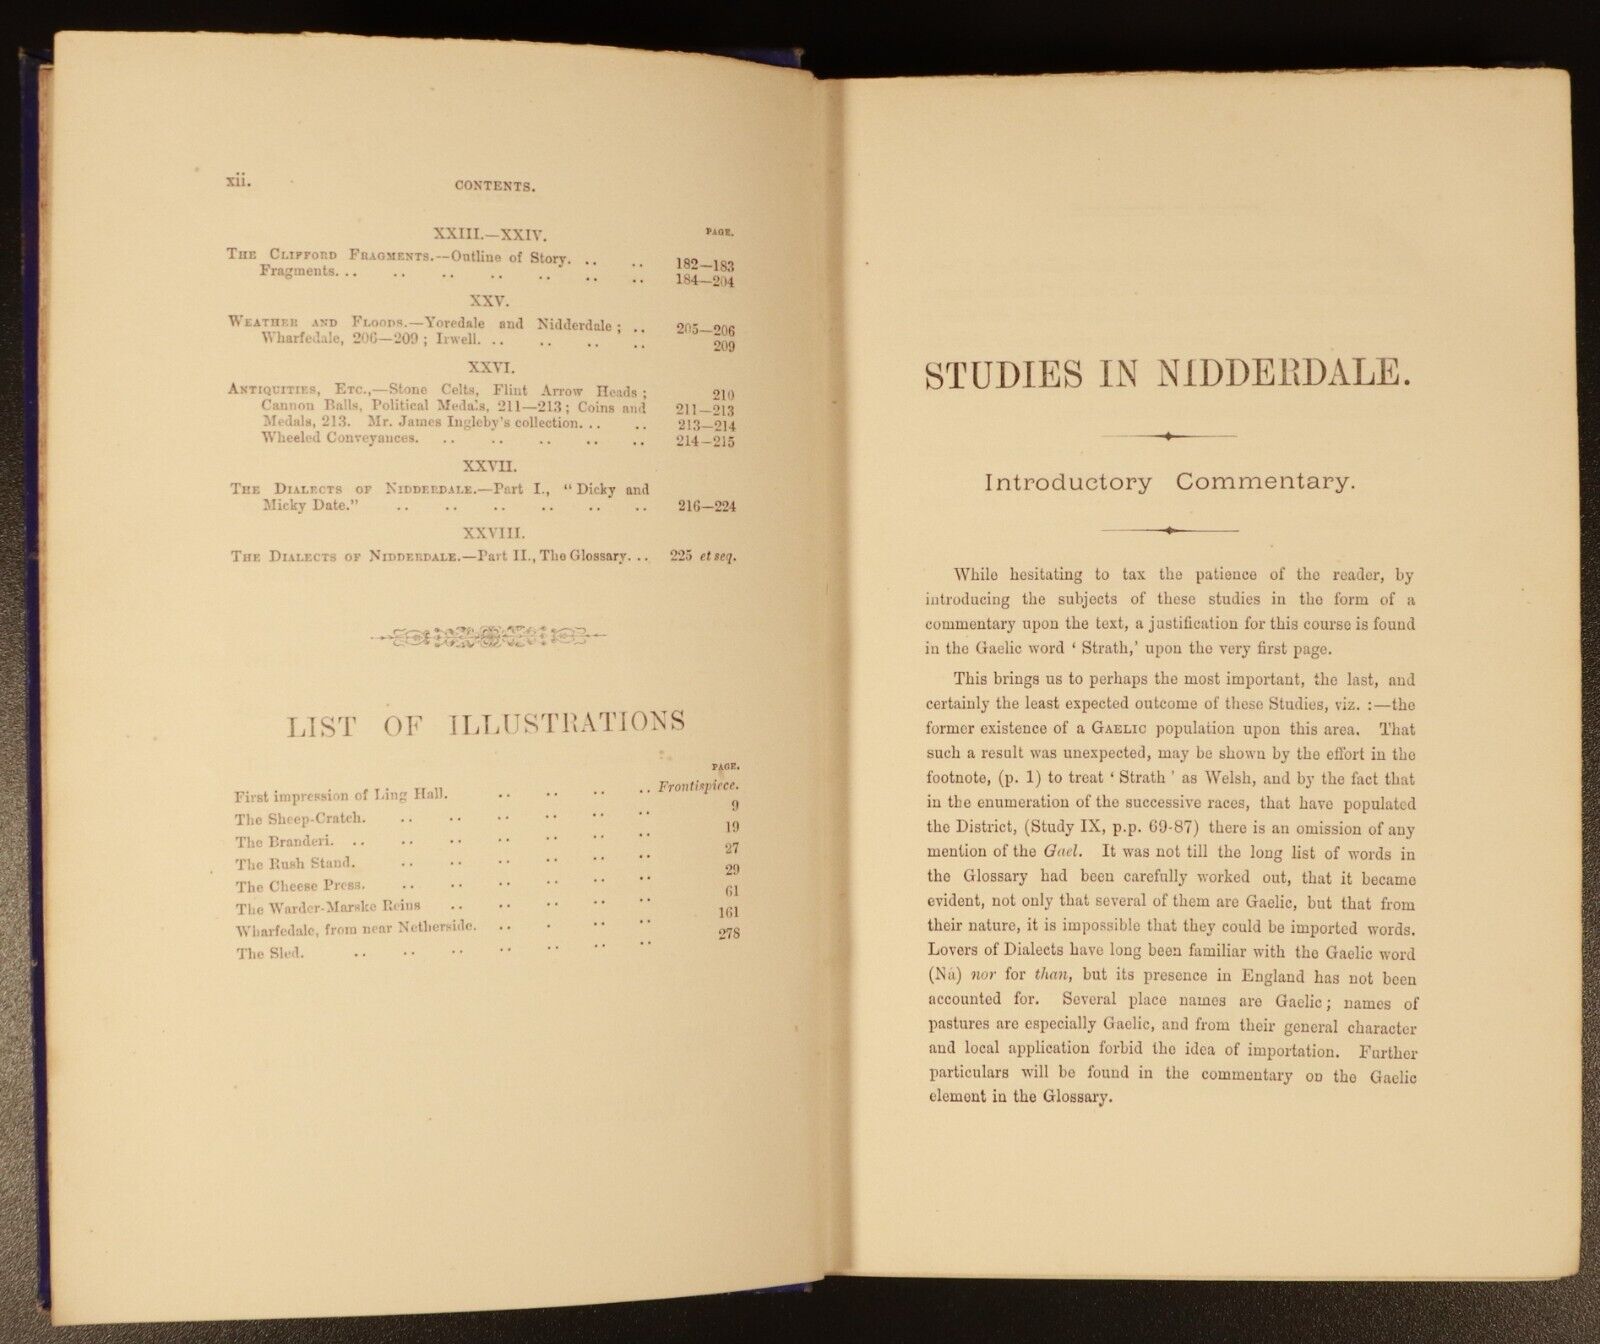 xii.
CONTENTS.
XXIII.—XXIV.
PAGE.
THE CLIFFORD FRAGMENTS.—Outline of Story. .. .. 182—183
Fragments. .. .. .. .. .. .. .. 184—204
XXV.
WEATHER AND FLOODS.—Yoredale and Nidderdale ; .. 205—206
Wharfedale, 206—209 ; Irwell. .. .. .. .. 209
XXVI.
ANTIQUITIES, ETC.,—Stone Celts, Flint Arrow Heads ; 210
Cannon Balls, Political Medals, 211—213 ; Coins and 211—213
Medals, 213. Mr. James Ingleby's collection. .. .. 213—214
Wheeled Conveyances. .. .. .. .. .. 214—215
XXVII.
THE DIALECTS OF NIDDERDALE.—Part I., “ Dicky and
Micky Date.” .. .. .. .. .. .. 216—224
XXVIII.
THE DIALECTS OF NIDDERDALE.—Part II., The Glossary. .. 225 et seq.
LIST OF ILLUSTRATIONS
PAGE.
First impression of Ling Hall. .. .. .. .. Frontispiece.
The Sheep-Cratch. .. .. .. .. .. .. 9
The Branderi. .. .. .. .. .. .. .. 19
The Rush Stand. .. .. .. .. .. .. 27
The Cheese Press. .. .. .. .. .. .. 29
The Warder-Marske Reins .. .. .. .. .. 61
Wharfedale, from near Netherside. .. . .. .. 161
The Sled. .. .. .. .. .. .. 278
STUDIES IN NIDDERDALE.
Introductory Commentary.
While hesitating to tax the patience of the reader, by
introducing the subjects of these studies in the form of a
commentary upon the text, a justification for this course is found
in the Gaelic word ‘ Strath,’ upon the very first page.
This brings us to perhaps the most important, the last, and
certainly the least expected outcome of these Studies, viz. :—the
former existence of a GAELIC population upon this area. That
such a result was unexpected, may be shown by the effort in the
footnote, (p. 1) to treat ‘ Strath ’ as Welsh, and by the fact that
in the enumeration of the successive races, that have populated
the District, (Study IX, p.p. 69-87) there is an omission of any
mention of the Gael. It was not till the long list of words in
the Glossary had been carefully worked out, that it became
evident, not only that several of them are Gaelic, but that from
their nature, it is impossible that they could be imported words.
Lovers of Dialects have long been familiar with the Gaelic word
(Ná) nor for than, but its presence in England has not been
accounted for. Several place names are Gaelic ; names of
pastures are especially Gaelic, and from their general character
and local application forbid the idea of importation. Further
particulars will be found in the commentary on the Gaelic
element in the Glossary.